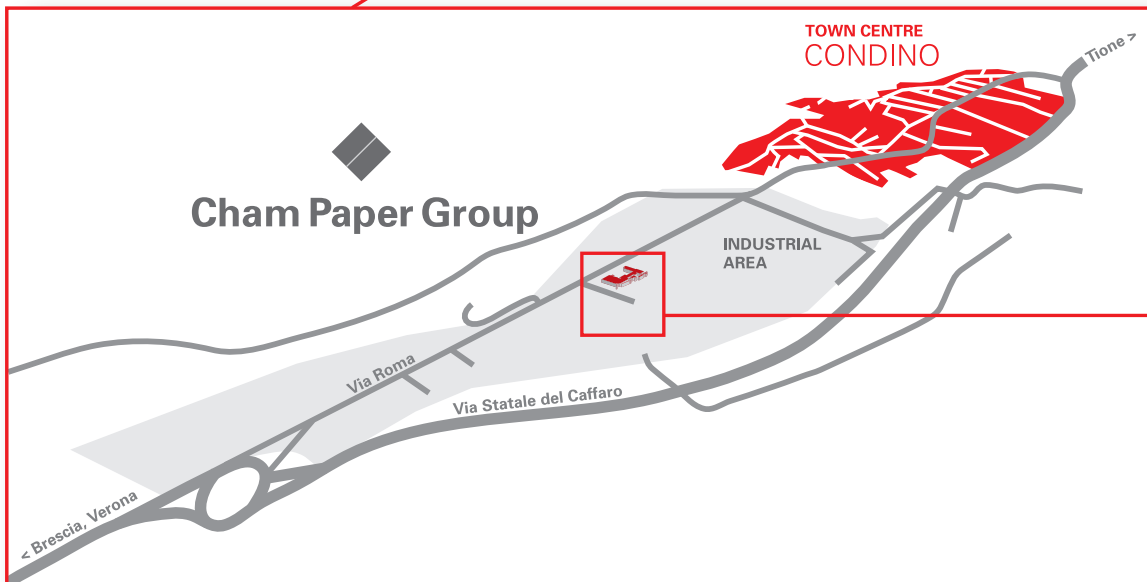 TOWN CENTRE
CONDINO
Tione >
Cham Paper Group
INDUSTRIAL
AREA
Via Roma
Via Statale del Caffaro
< Brescia, Verona